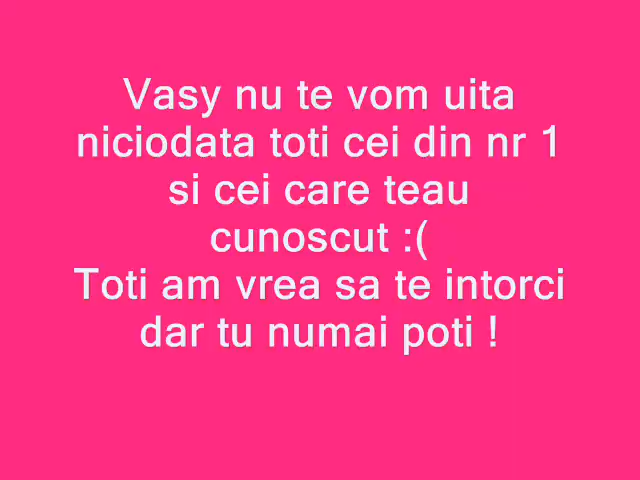 Vasy nu te vom uita
niciodata toti cei din nr 1
si cei care teau
cunoscut :(
Toti am vrea sa te intorci
dar tu numai poti !